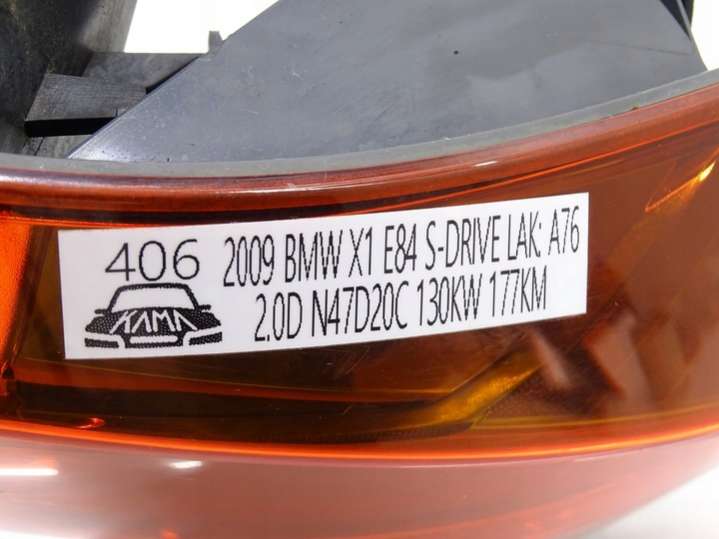 406
KAMA
2009 BMW X1 E84 S-DRIVE LAK: A76
2.0D N47D20C 130KW 177KM